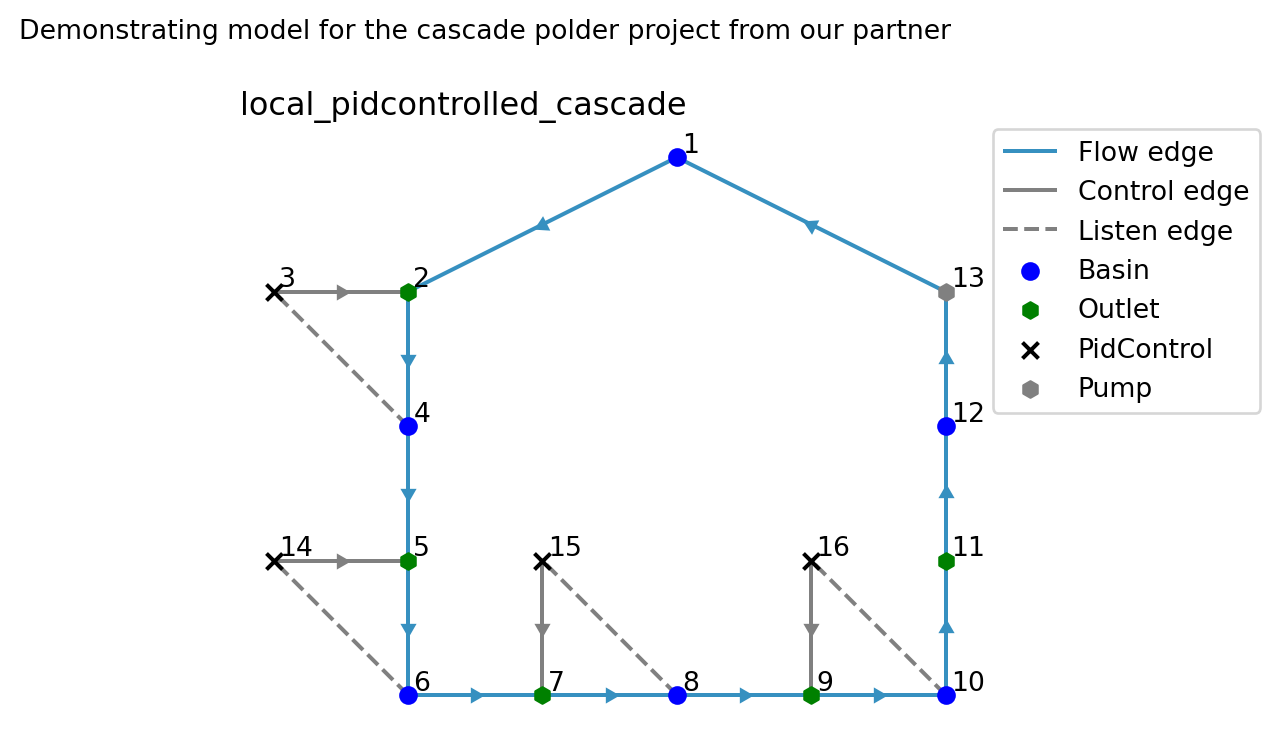 Demonstrating model for the cascade polder project from our partner
local_pidcontrolled_cascade
1
Flow edge
Control edge
Listen edge
Basin
Outlet
PidControl
Pump
3
2
13
4
12
14
5
15
16
11
6
7
8
9
10